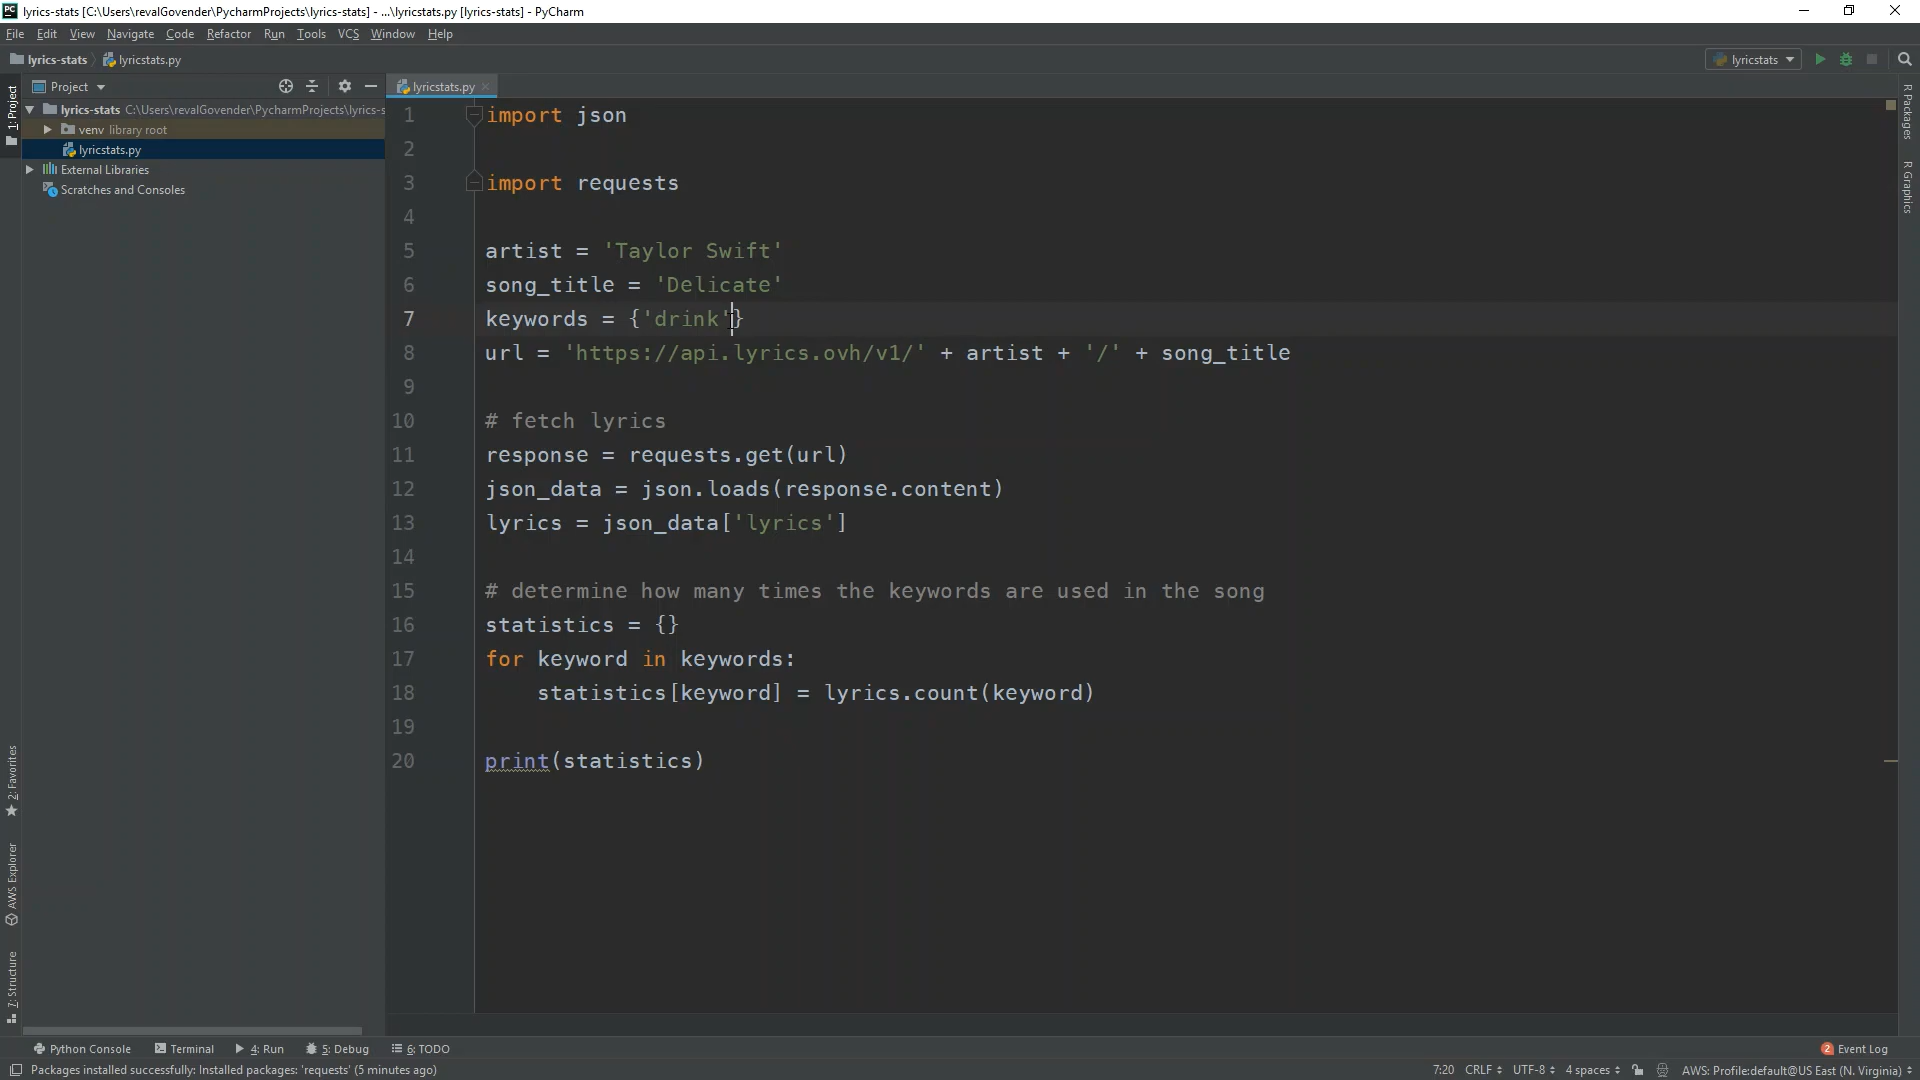 lyrics-stats [C:\Users\revalGovender\PycharmProjects\lyrics-stats] - ...\lyricstats.py [lyrics-stats] - PyCharm
File Edit View Navigate Code Refactor Run Tools VCS Window Help
lyrics-stats lyricstats.py
lyricstats
Project
lyricstats.py
lyrics-stats C:\Users\revalGovender\PycharmProjects\lyrics-s
venv library root
lyricstats.py
External Libraries
Scratches and Consoles
1: Project
2: Favorites
AWS Explorer
7: Structure
R Packages
R Graphics
1 import json
2
3 import requests
4
5 artist = 'Taylor Swift'
6 song_title = 'Delicate'
7 keywords = {'drink'}
8 url = 'https://api.lyrics.ovh/v1/' + artist + '/' + song_title
9
10 # fetch lyrics
11 response = requests.get(url)
12 json_data = json.loads(response.content)
13 lyrics = json_data['lyrics']
14
15 # determine how many times the keywords are used in the song
16 statistics = {}
17 for keyword in keywords:
18 statistics[keyword] = lyrics.count(keyword)
19
20 print(statistics)
Python Console Terminal 4: Run 5: Debug 6: TODO 2 Event Log
Packages installed successfully: Installed packages: 'requests' (5 minutes ago) 7:20 CRLF UTF-8 4 spaces AWS: Profile:default@US East (N. Virginia)